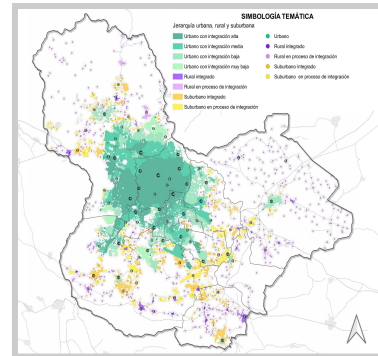 SIMBOLOGÍA TEMÁTICA
Jerarquía urbana, rural y suburbana
Urbano con integración alta
Urbano con integración media
Urbano con integración baja
Urbano con integración muy baja
Rural integrado
Rural en proceso de integración
Suburbano integrado
Suburbano en proceso de integración
Urbano
Rural integrado
Rural en proceso de integración
Suburbano integrado
Suburbano en proceso de integración